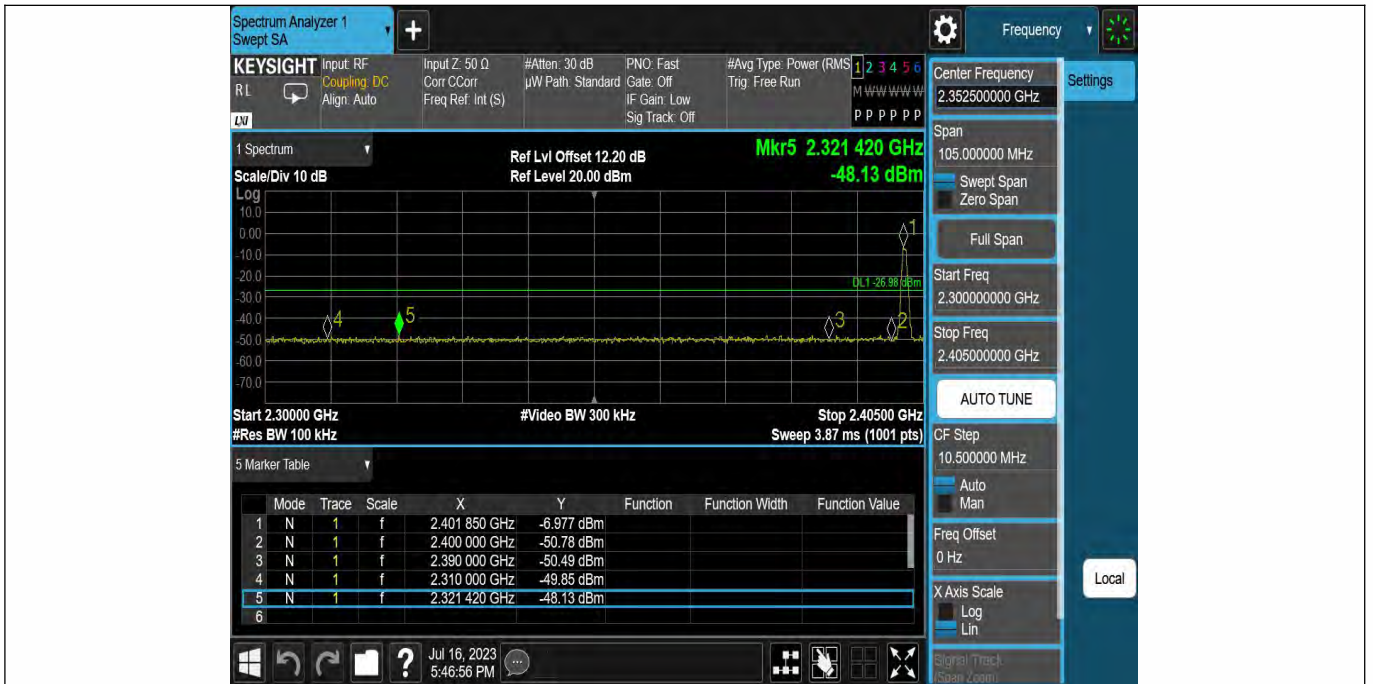 Spectrum Analyzer 1
Swept SA
+
Frequency
KEYSIGHT
RL
LXI
Input: RF
Coupling: DC
Align: Auto
Input Z: 50 Ω
Corr CCorr
Freq Ref: Int (S)
#Atten: 30 dB
µW Path: Standard
PNO: Fast
Gate: Off
IF Gain: Low
Sig Track: Off
#Avg Type: Power (RMS
Trig: Free Run
1 2 3 4 5 6
M W W W W W
P P P P P P
1 Spectrum
Scale/Div 10 dB
Ref Lvl Offset 12.20 dB
Ref Level 20.00 dBm
Mkr5 2.321 420 GHz
-48.13 dBm
Log
10.0
0.00
-10.0
-20.0
-30.0
-40.0
-50.0
-60.0
-70.0
1
DL1 -26.98 dBm
4
5
3
2
Start 2.30000 GHz
#Video BW 300 kHz
Stop 2.40500 GHz
#Res BW 100 kHz
Sweep 3.87 ms (1001 pts)
5 Marker Table
Mode Trace Scale X Y Function Function Width Function Value
1 N 1 f 2.401 850 GHz -6.977 dBm
2 N 1 f 2.400 000 GHz -50.78 dBm
3 N 1 f 2.390 000 GHz -50.49 dBm
4 N 1 f 2.310 000 GHz -49.85 dBm
5 N 1 f 2.321 420 GHz -48.13 dBm
6
?
Jul 16, 2023
5:46:56 PM
Center Frequency
2.352500000 GHz
Settings
Span
105.000000 MHz
Swept Span
Zero Span
Full Span
Start Freq
2.300000000 GHz
Stop Freq
2.405000000 GHz
AUTO TUNE
CF Step
10.500000 MHz
Auto
Man
Freq Offset
0 Hz
X Axis Scale
Log
Lin
Local
Signal Track
(Span Zoom)